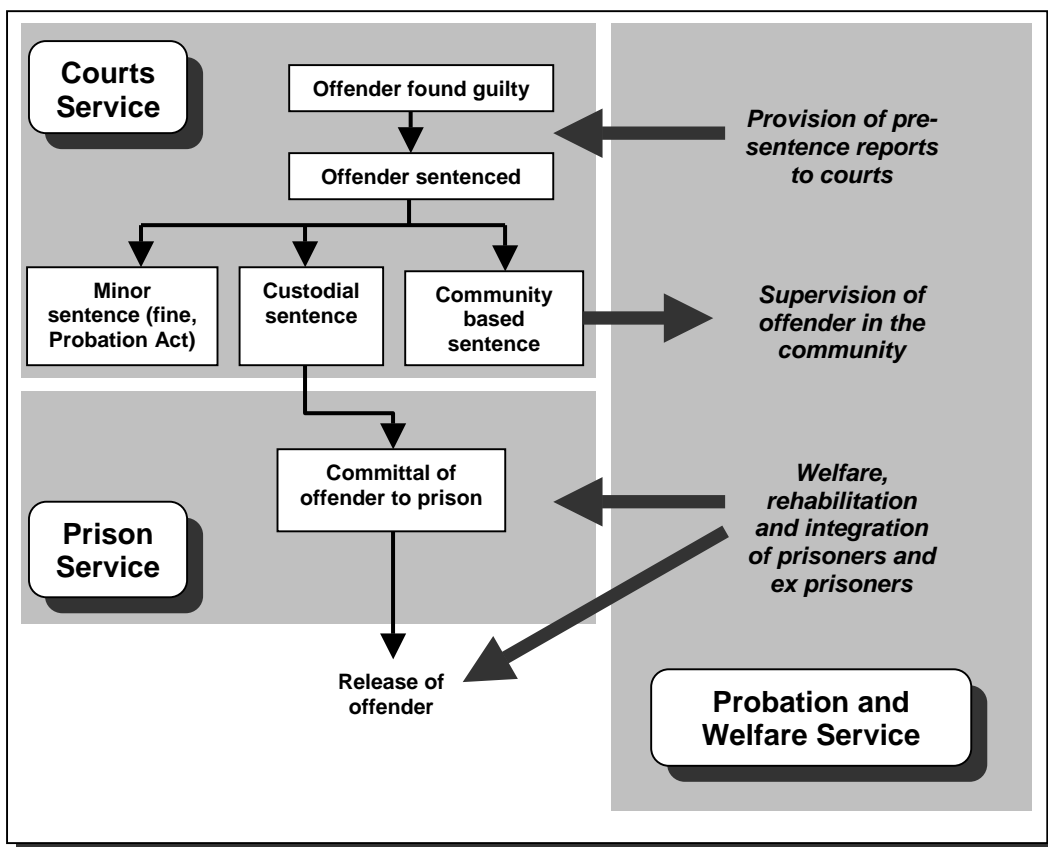 Courts
Service
Offender found guilty
Provision of pre-
sentence reports
to courts
Offender sentenced
Minor
sentence (fine,
Probation Act)
Custodial
sentence
Community
based
sentence
Supervision of
offender in the
community
Committal of
offender to prison
Welfare,
rehabilitation
and integration
of prisoners and
ex prisoners
Prison
Service
Release of
offender
Probation and
Welfare Service